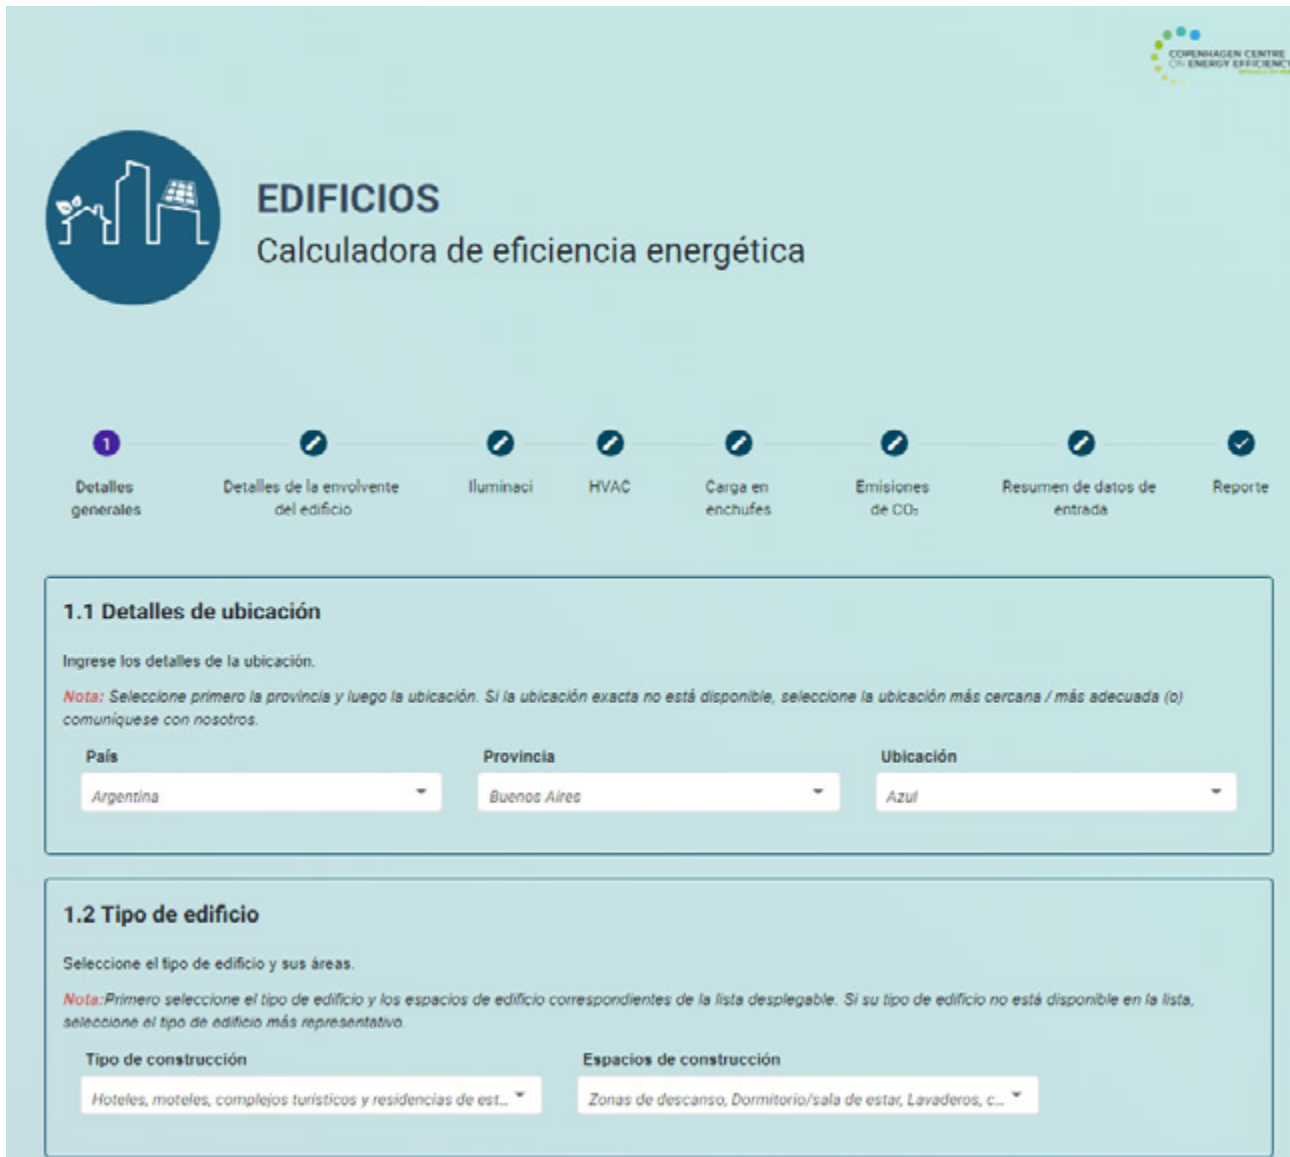 COPENHAGEN CENTRE
ON ENERGY EFFICIENCY
EDIFICIOS
Calculadora de eficiencia energética
1
Detalles generales
Detalles de la envolvente del edificio
Iluminaci
HVAC
Carga en enchufes
Emisiones de CO₂
Resumen de datos de entrada
Reporte
1.1 Detalles de ubicación
Ingrese los detalles de la ubicación.
Nota: Seleccione primero la provincia y luego la ubicación. Si la ubicación exacta no está disponible, seleccione la ubicación más cercana / más adecuada (o)
comuníquese con nosotros.
País
Provincia
Ubicación
Argentina
Buenos Aires
Azul
1.2 Tipo de edificio
Seleccione el tipo de edificio y sus áreas.
Nota:Primero seleccione el tipo de edificio y los espacios de edificio correspondientes de la lista desplegable. Si su tipo de edificio no está disponible en la lista,
seleccione el tipo de edificio más representativo.
Tipo de construcción
Espacios de construcción
Hoteles, moteles, complejos turísticos y residencias de est...
Zonas de descanso, Dormitorio/sala de estar, Lavaderos, c...